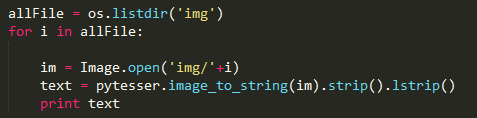 allFile = os.listdir('img')
for i in allFile:
im = Image.open('img/'+i)
text = pytesser.image_to_string(im).strip().lstrip()
print text